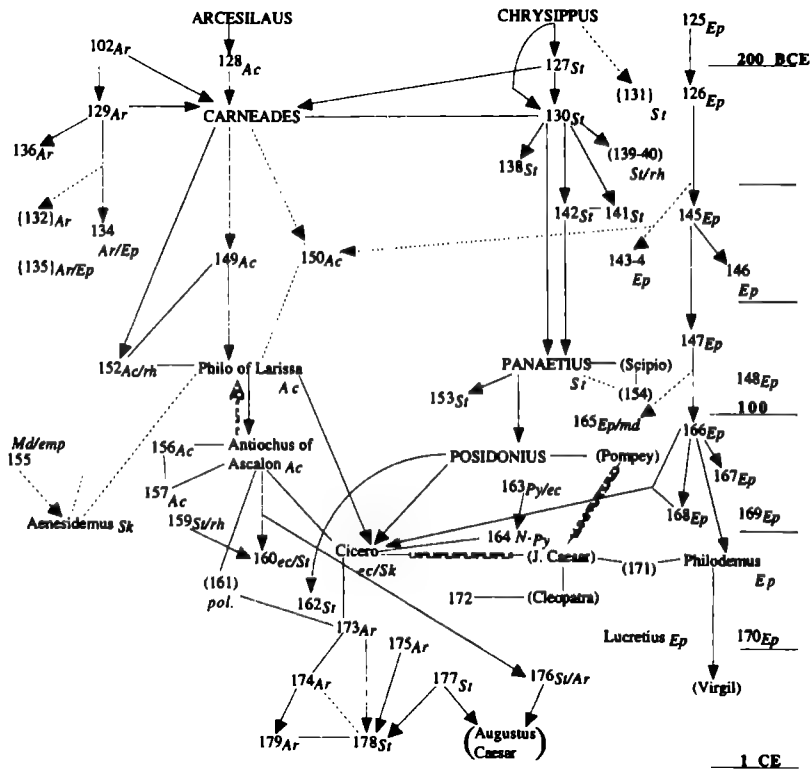 ARCESILAUS CHRYSIPPUS 125Ep
102Ar 128Ac 127St 200 BCE
(131) St 126Ep
129Ar CARNEADES 130St
136Ar 138St (139-40) St/rh
(132)Ar 134 Ar/Ep 142St 141St 145Ep
(135)Ar/Ep 149Ac 150Ac 143-4 Ep 146 Ep
147Ep
152Ac/rh Philo of Larissa Ac PANAETIUS (Scipio) 148Ep
153St St (154) 100
165Ep/md 166Ep
Md/emp 155 156Ac Antiochus of
Ascalon Ac POSIDONIUS (Pompey) 167Ep
157Ac 163Py/ec
Aenesidemus Sk 159St/rh 164 N-Py 168Ep 169Ep
160ec/St Cicero ec/Sk (J. Caesar) (171) Philodemus Ep
(161) pol. 162St 172 (Cleopatra)
173Ar 175Ar Lucretius Ep 170Ep
174Ar 177St 176St/Ar (Virgil)
179Ar 178St (Augustus
Caesar)
1 CE